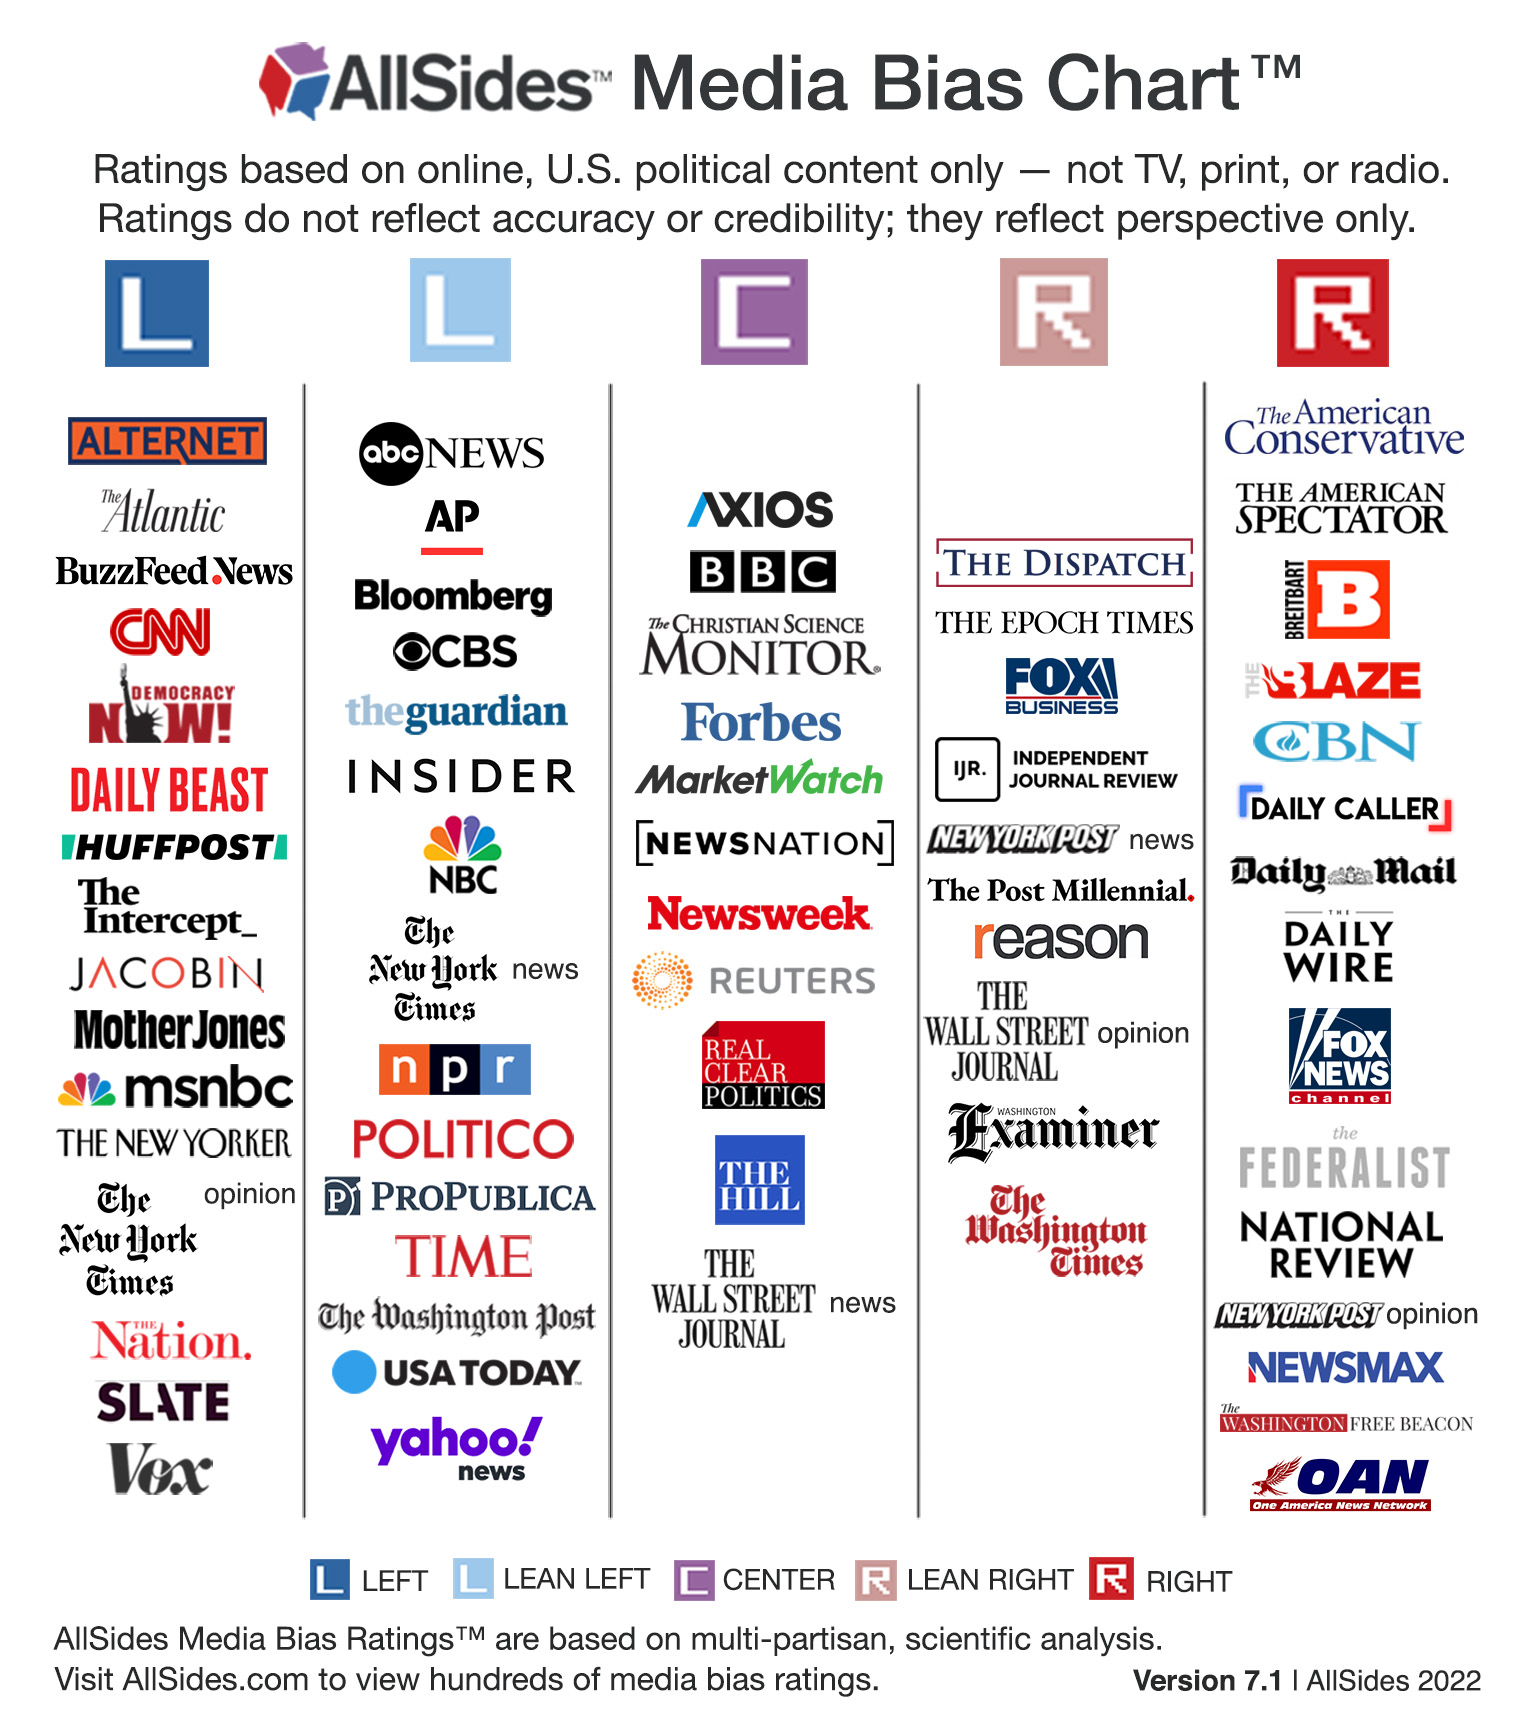 AllSides™ Media Bias Chart™
Ratings based on online, U.S. political content only — not TV, print, or radio.
Ratings do not reflect accuracy or credibility; they reflect perspective only.
L
L
C
R
R
ALTERNET
The Atlantic
BuzzFeed.News
CNN
DEMOCRACY
NOW!
DAILY BEAST
HUFFPOST
The
Intercept_
JACOBIN
Mother Jones
msnbc
THE NEW YORKER
The
New York
Times
opinion
THE
Nation.
SLATE
Vox
abc NEWS
AP
Bloomberg
CBS
theguardian
INSIDER
NBC
The
New York news
Times
npr
POLITICO
P ProPublica
TIME
The Washington Post
USA TODAY
yahoo!
news
AXIOS
BBC
The Christian Science
Monitor®
Forbes
MarketWatch
[NEWSNATION]
Newsweek
REUTERS
REAL
CLEAR
POLITICS
THE
HILL
THE
WALL STREET news
JOURNAL
The Dispatch
THE EPOCH TIMES
FOX
BUSINESS
IJR. INDEPENDENT
JOURNAL REVIEW
NEW YORK POST news
The Post Millennial.
reason
THE
WALL STREET opinion
JOURNAL
WASHINGTON
Examiner
The
Washington
Times
The American
Conservative
THE AMERICAN
SPECTATOR
BREITBART B
THE BLAZE
CBN
DAILY CALLER
Daily Mail
THE
DAILY
WIRE
FOX
NEWS
channel
the
FEDERALIST
NATIONAL
REVIEW
NEW YORK POST opinion
NEWSMAX
The
WASHINGTON FREE BEACON
OAN
One America News Network
L LEFT L LEAN LEFT C CENTER R LEAN RIGHT R RIGHT
AllSides Media Bias Ratings™ are based on multi-partisan, scientific analysis.
Visit AllSides.com to view hundreds of media bias ratings.
Version 7.1 | AllSides 2022